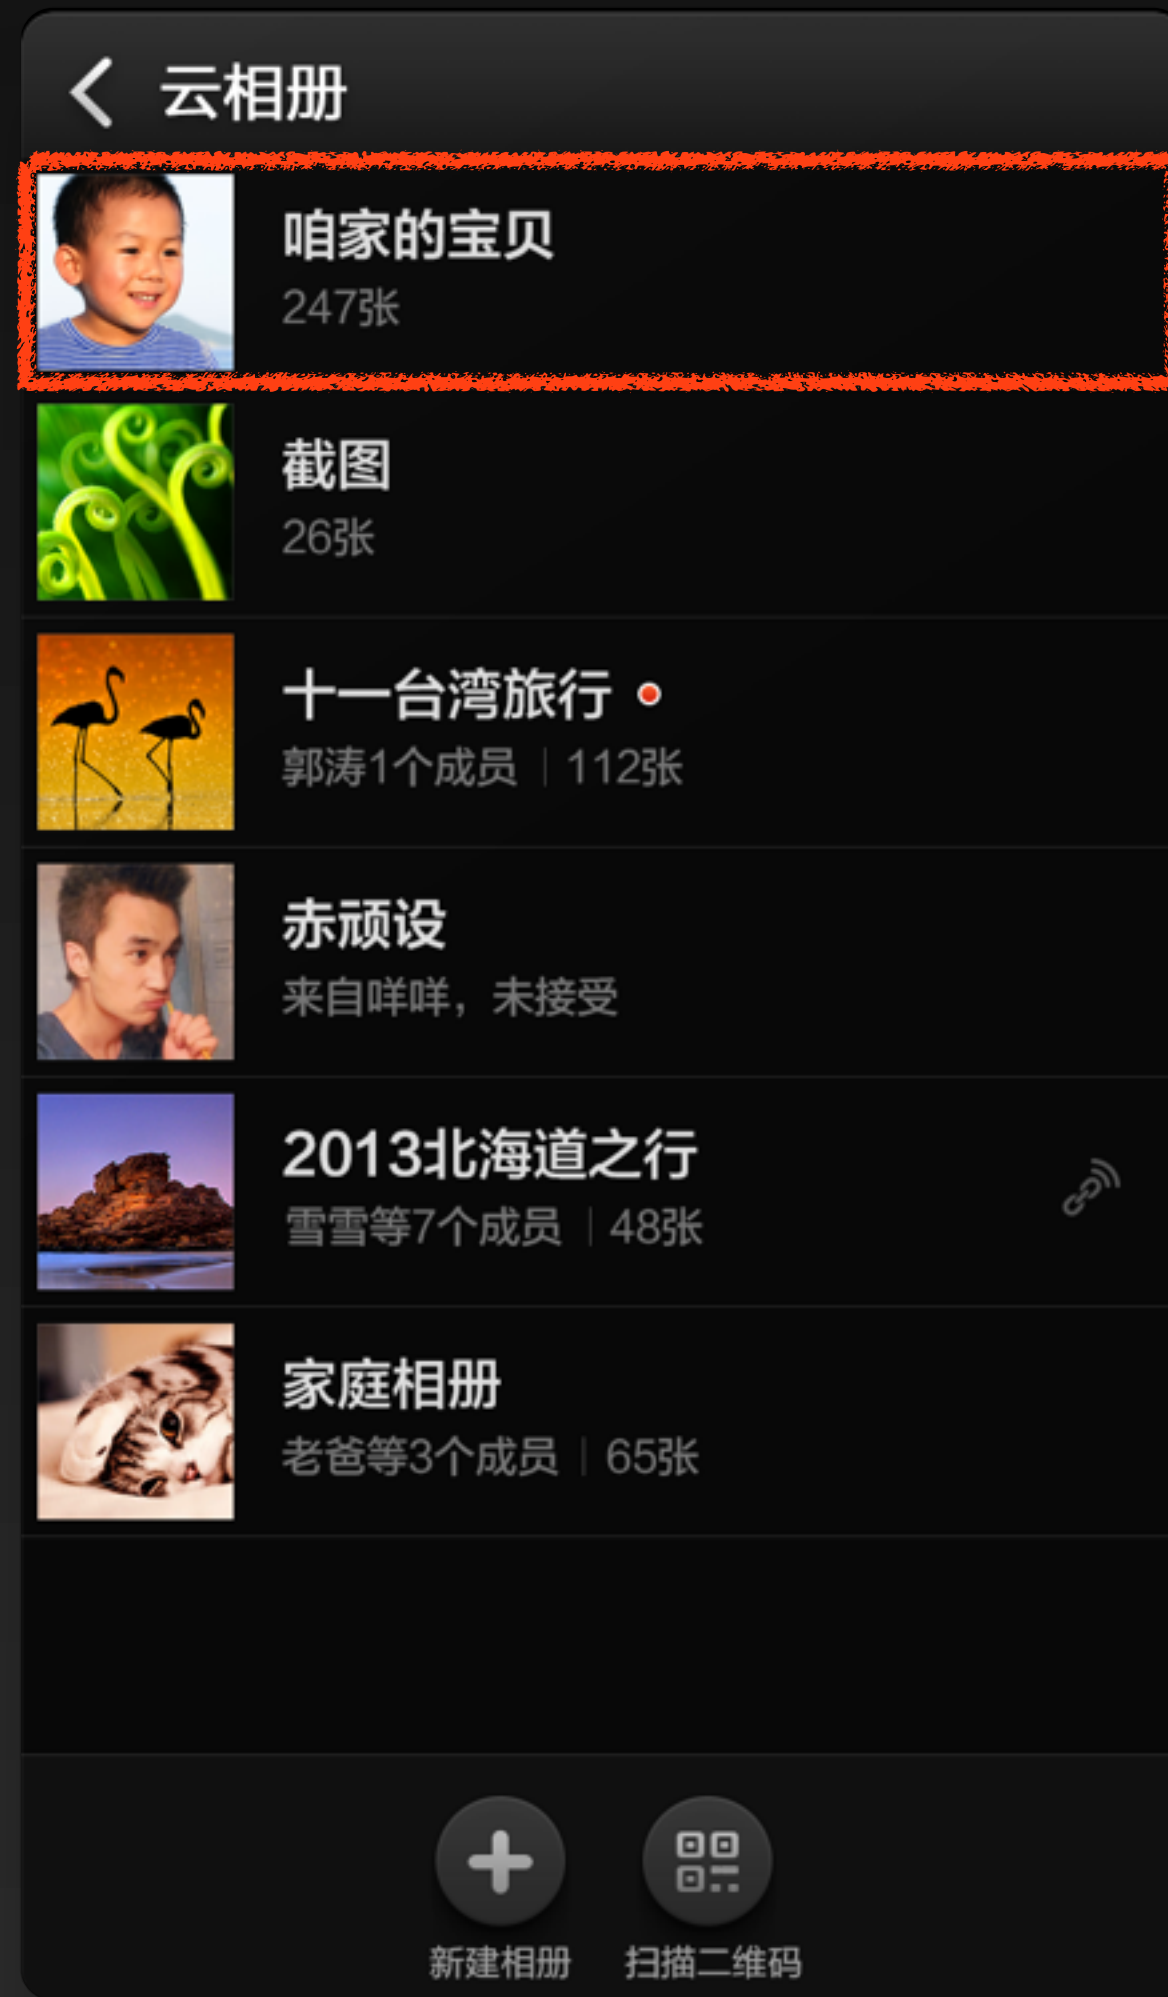 云相册
咱家的宝贝
247张
截图
26张
十一台湾旅行
郭涛1个成员 | 112张
赤顽设
来自咩咩，未接受
2013北海道之行
雪雪等7个成员 | 48张
家庭相册
老爸等3个成员 | 65张
新建相册 扫描二维码